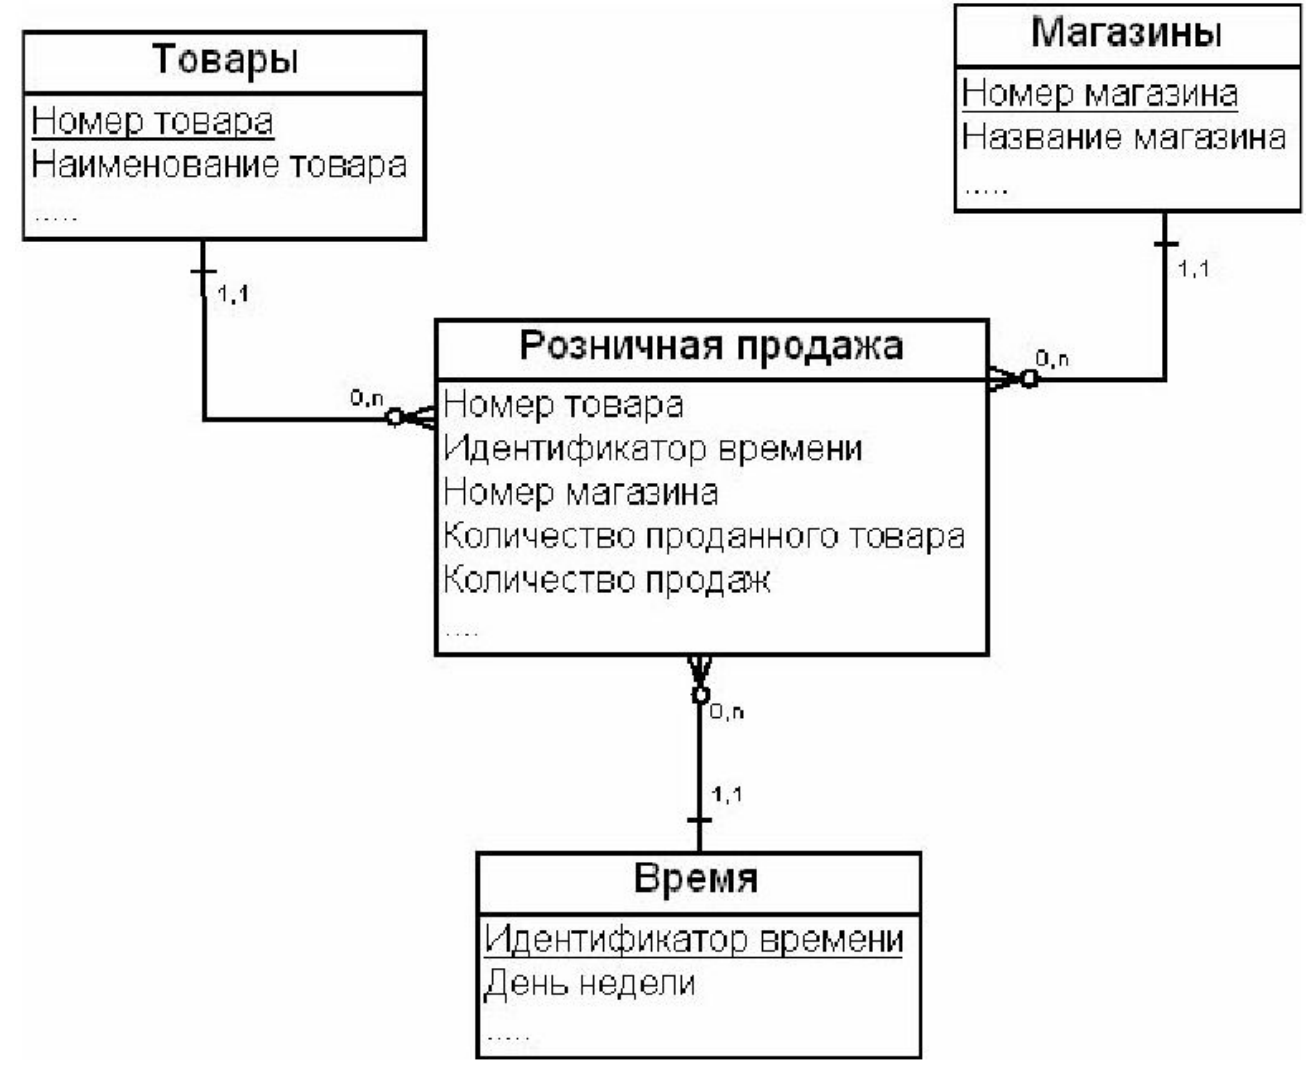 Товары
Номер товара
Наименование товара
.....
Магазины
Номер магазина
Название магазина
.....
1,1
1,1
0,n
0,n
Розничная продажа
Номер товара
Идентификатор времени
Номер магазина
Количество проданного товара
Количество продаж
....
0,n
1,1
Время
Идентификатор времени
День недели
.....